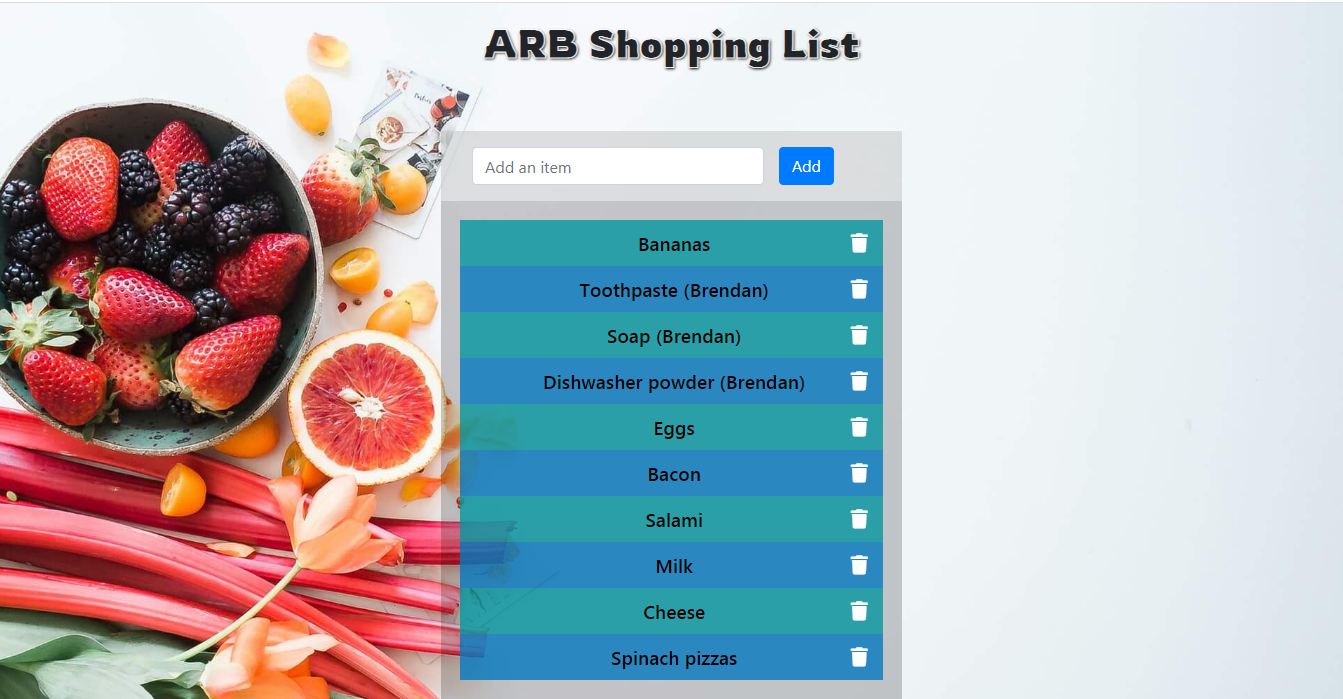 ARB Shopping List
Add an item
Add
Bananas
Toothpaste (Brendan)
Soap (Brendan)
Dishwasher powder (Brendan)
Eggs
Bacon
Salami
Milk
Cheese
Spinach pizzas